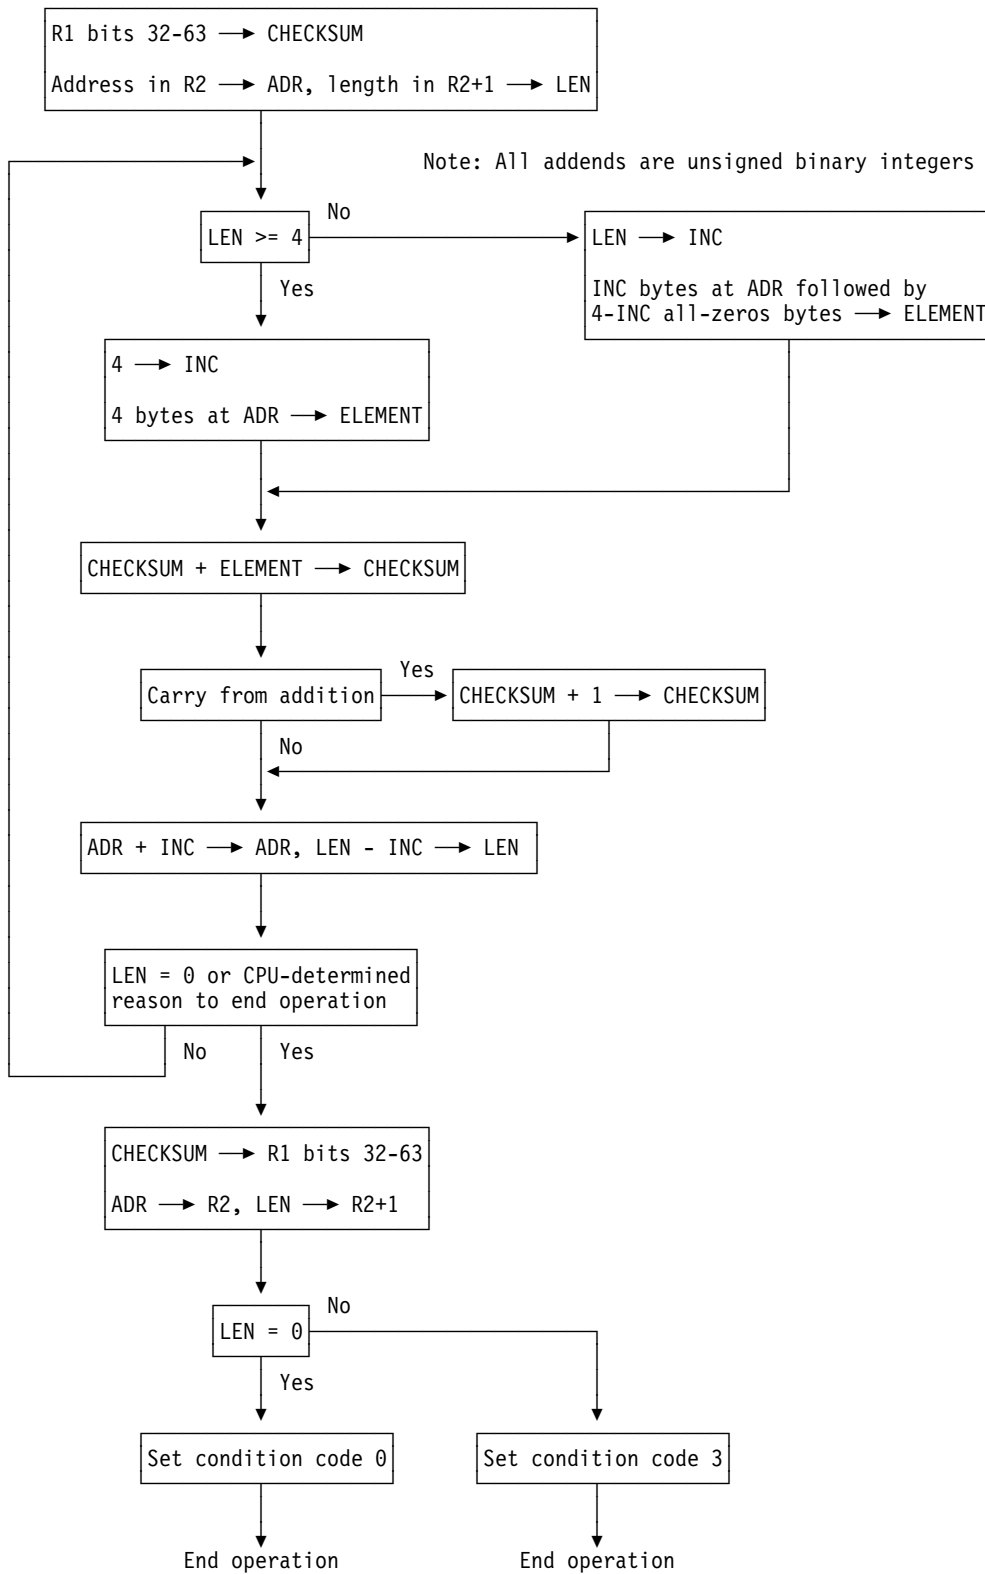 R1 bits 32-63 → CHECKSUM
Address in R2 → ADR, length in R2+1 → LEN
Note: All addends are unsigned binary integers
No
LEN >= 4
LEN → INC
Yes
INC bytes at ADR followed by
4-INC all-zeros bytes → ELEMENT
4 → INC
4 bytes at ADR → ELEMENT
CHECKSUM + ELEMENT → CHECKSUM
Yes
Carry from addition
CHECKSUM + 1 → CHECKSUM
No
ADR + INC → ADR, LEN - INC → LEN
LEN = 0 or CPU-determined
reason to end operation
No
Yes
CHECKSUM → R1 bits 32-63
ADR → R2, LEN → R2+1
No
LEN = 0
Yes
Set condition code 0
Set condition code 3
End operation
End operation